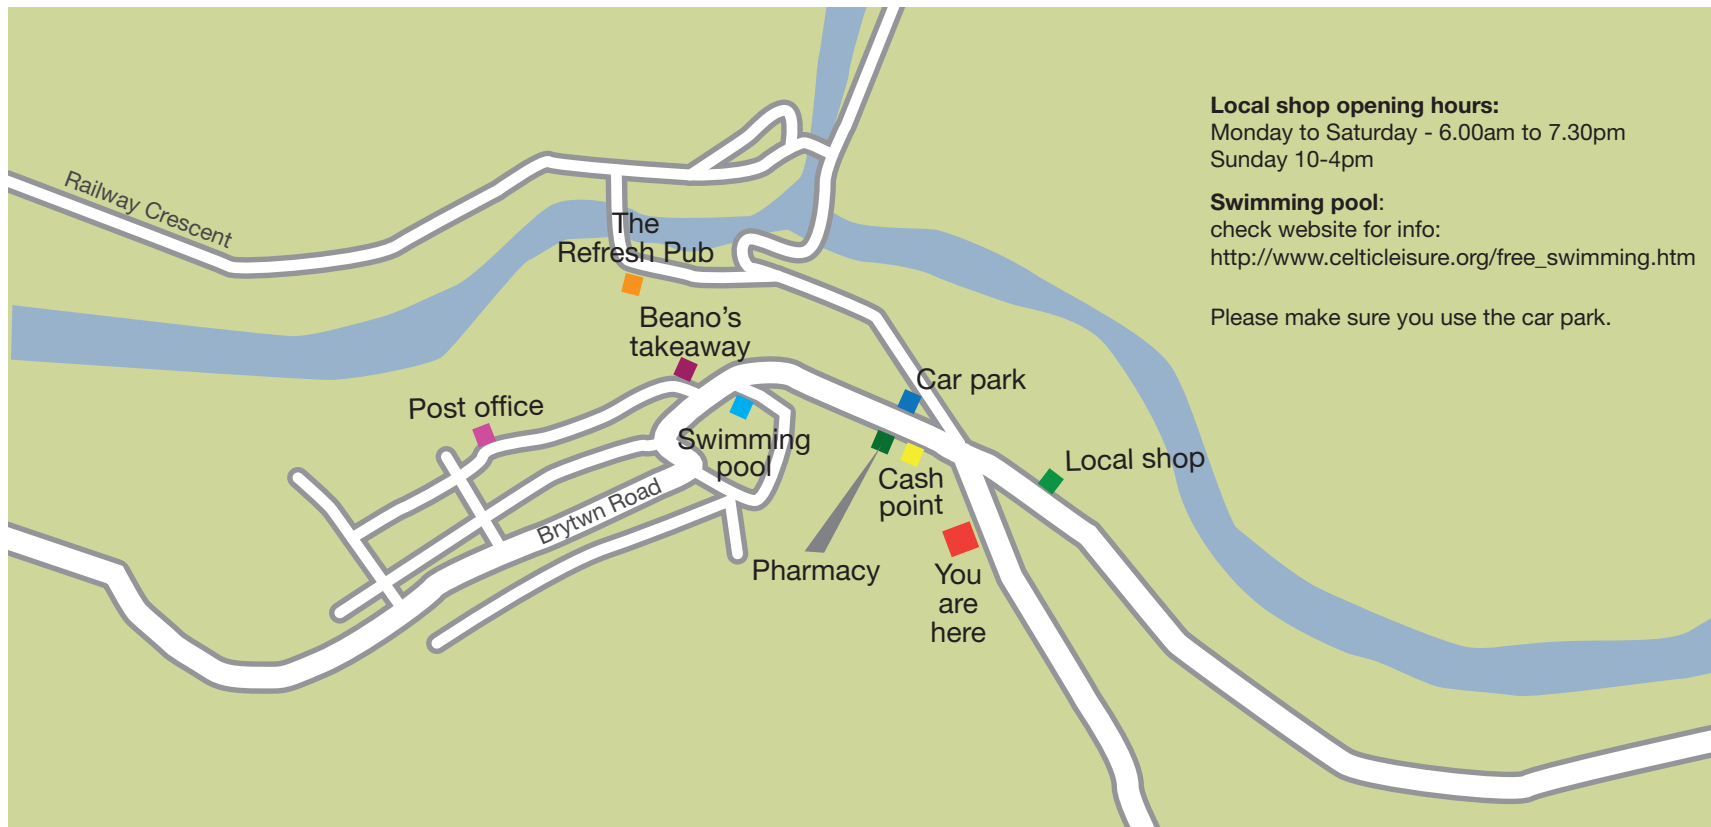 Local shop opening hours:
Monday to Saturday - 6.00am to 7.30pm
Sunday 10-4pm
Swimming pool:
check website for info:
http://www.celticleisure.org/free_swimming.htm
Please make sure you use the car park.
Railway Crescent
The
Refresh Pub
Beano’s
takeaway
Car park
Post office
Swimming
pool
Local shop
Cash
point
Brytwn Road
Pharmacy
You
are
here